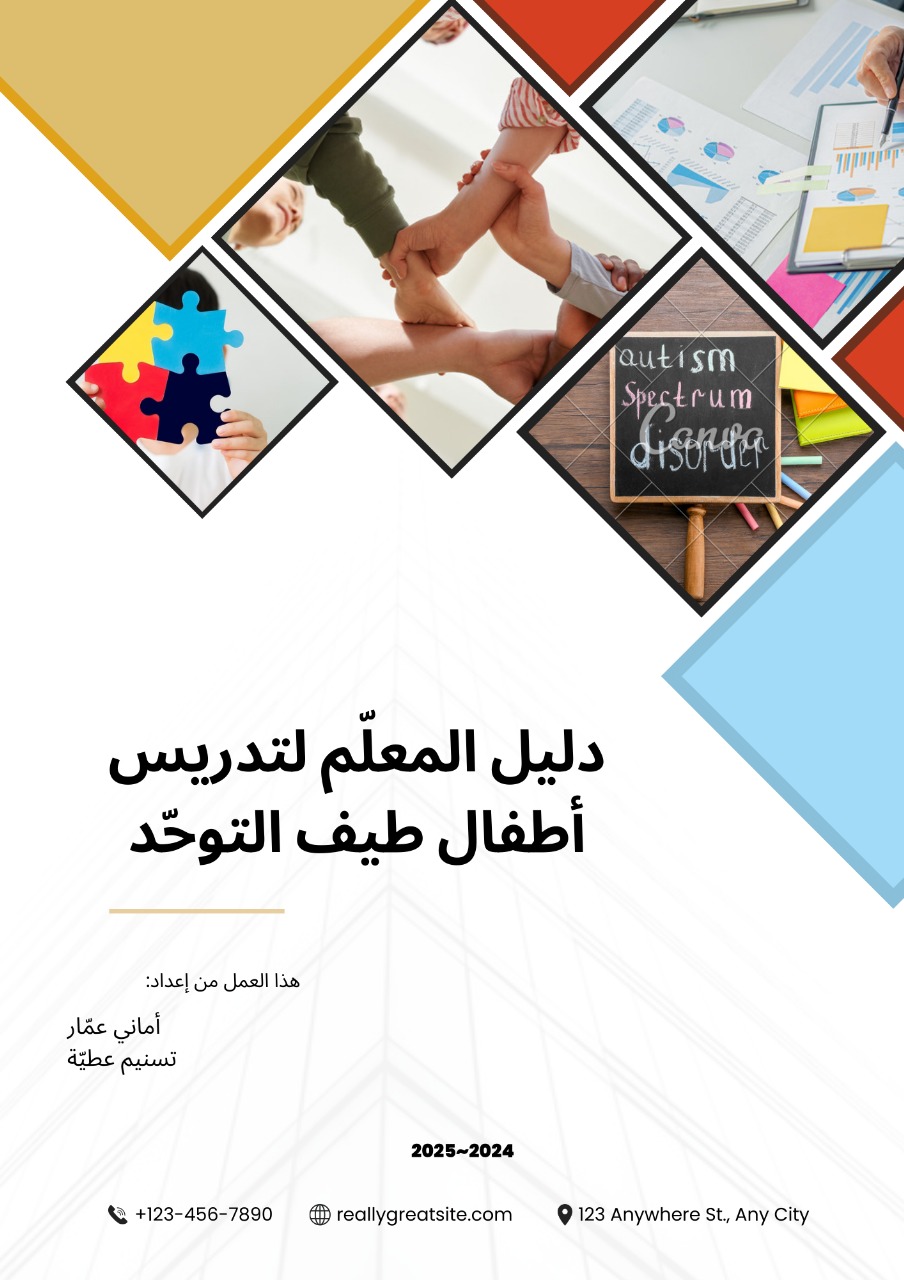 autism
Spectrum
disorder
Canva
دليل المعلّم لتدريس
أطفال طيف التوحّد
هذا العمل من إعداد:
أماني عمّار
تسنيم عطيّة
2025~2024
+123-456-7890
reallygreatsite.com
123 Anywhere St., Any City